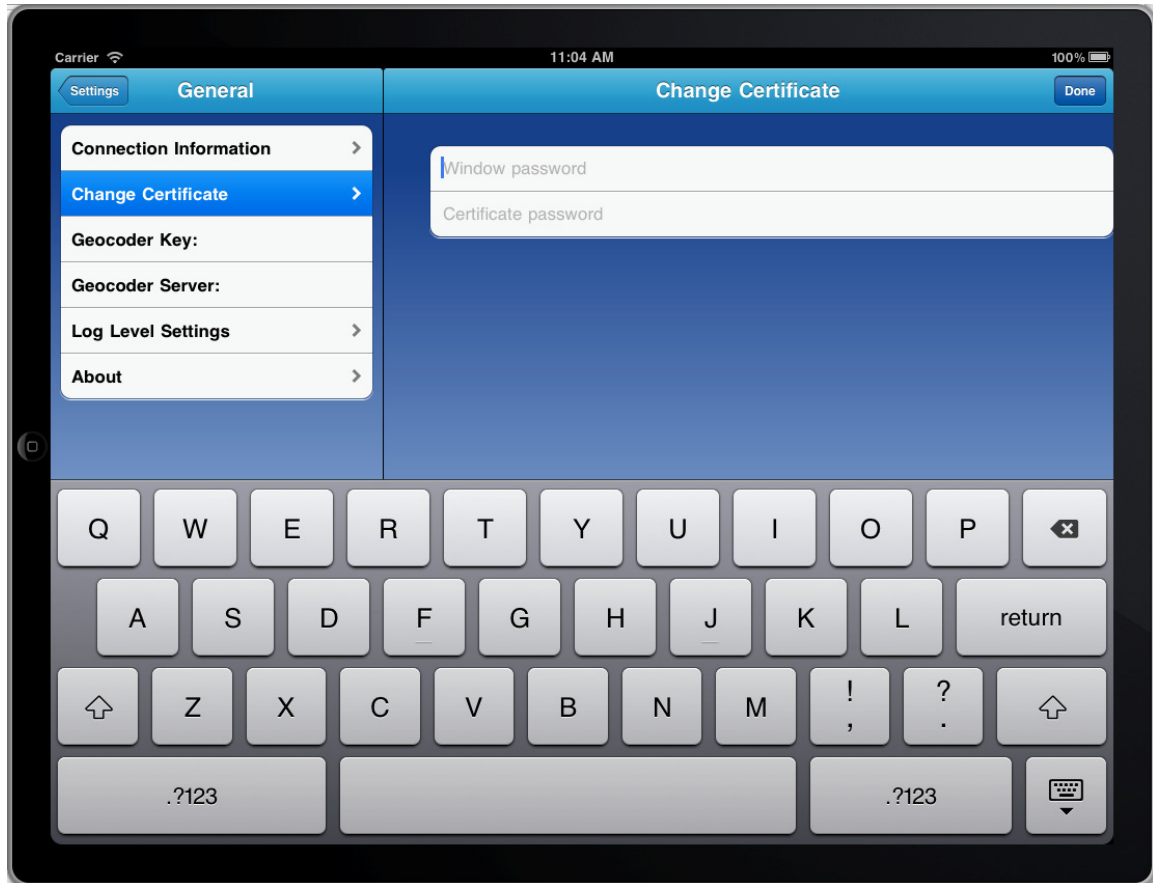 Carrier 11:04 AM 100%
Settings General Change Certificate Done
Connection Information
Change Certificate
Geocoder Key:
Geocoder Server:
Log Level Settings
About
Window password
Certificate password
Q W E R T Y U I O P
A S D F G H J K L return
Z X C V B N M ! , ? .
.?123 .?123